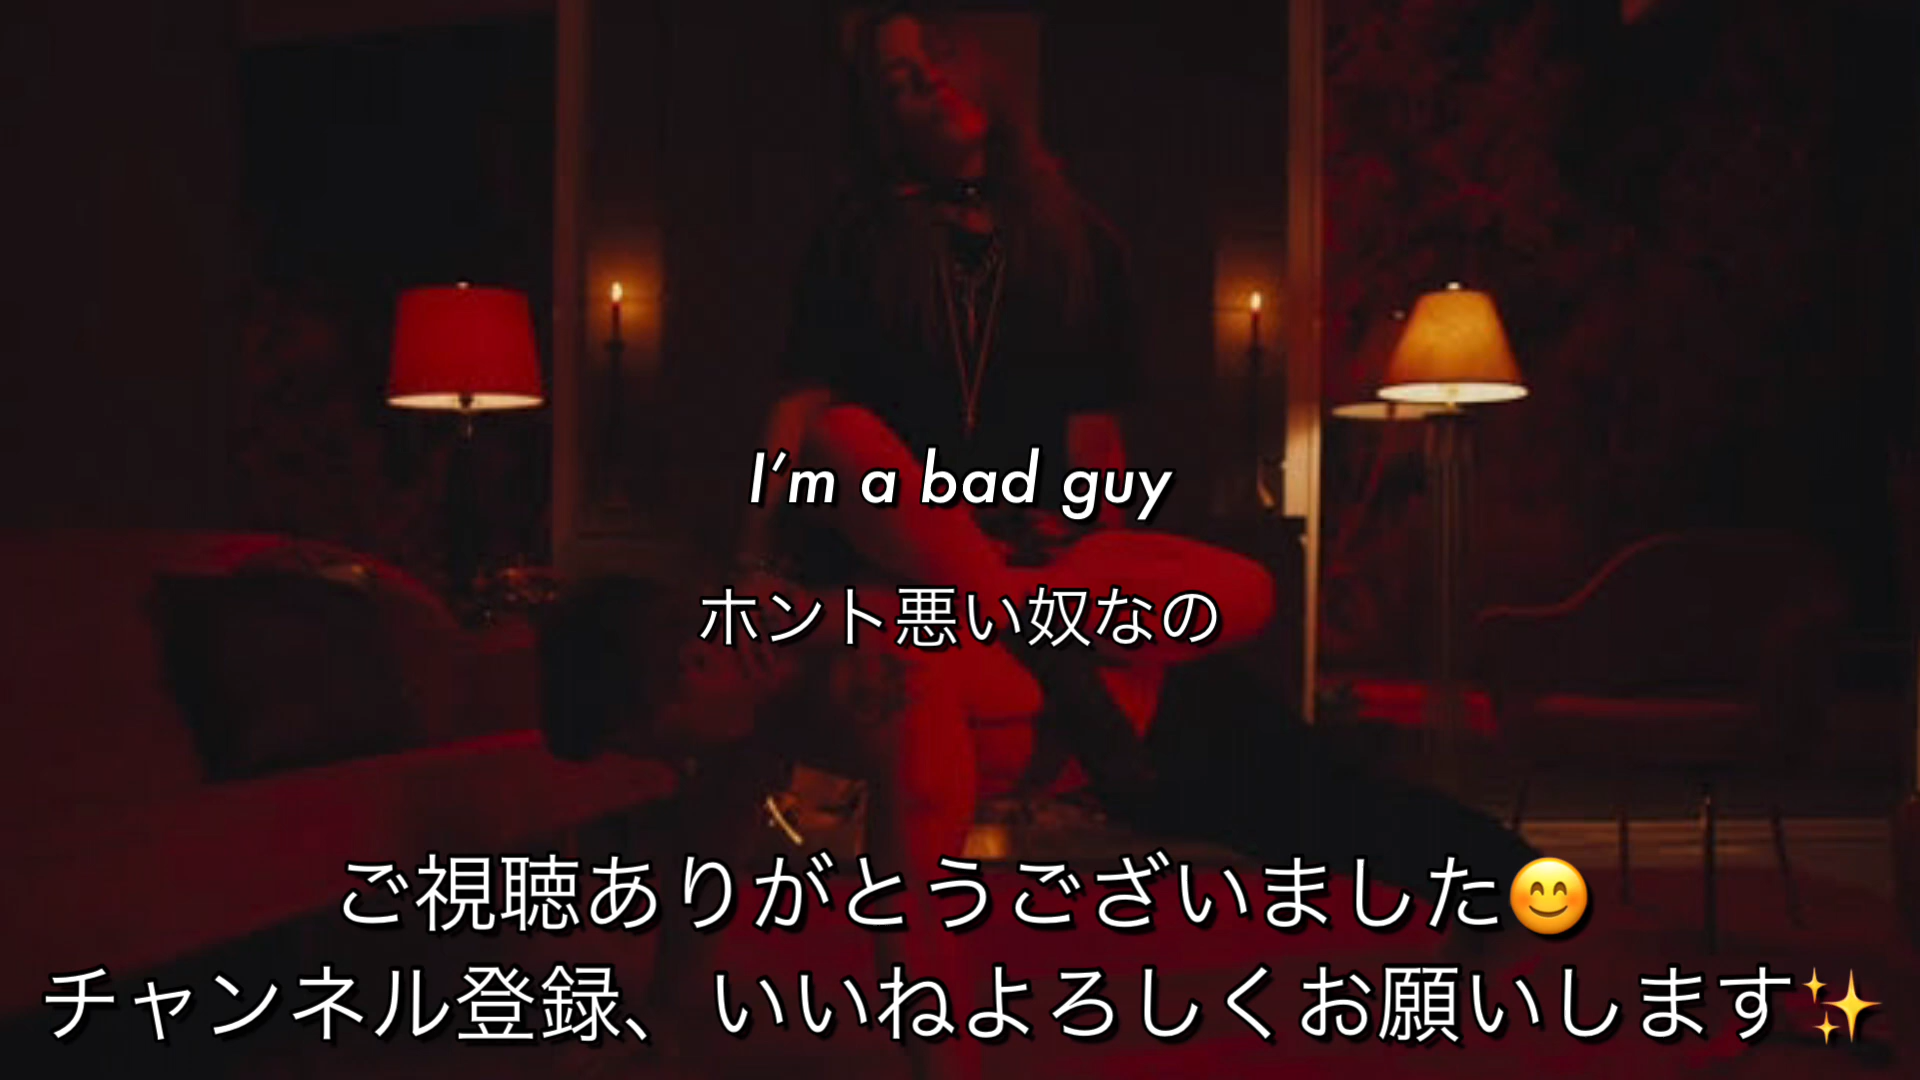 I'm a bad guy
ホント悪い奴なの
ご視聴ありがとうございました😊
チャンネル登録、いいねよろしくお願いします✨